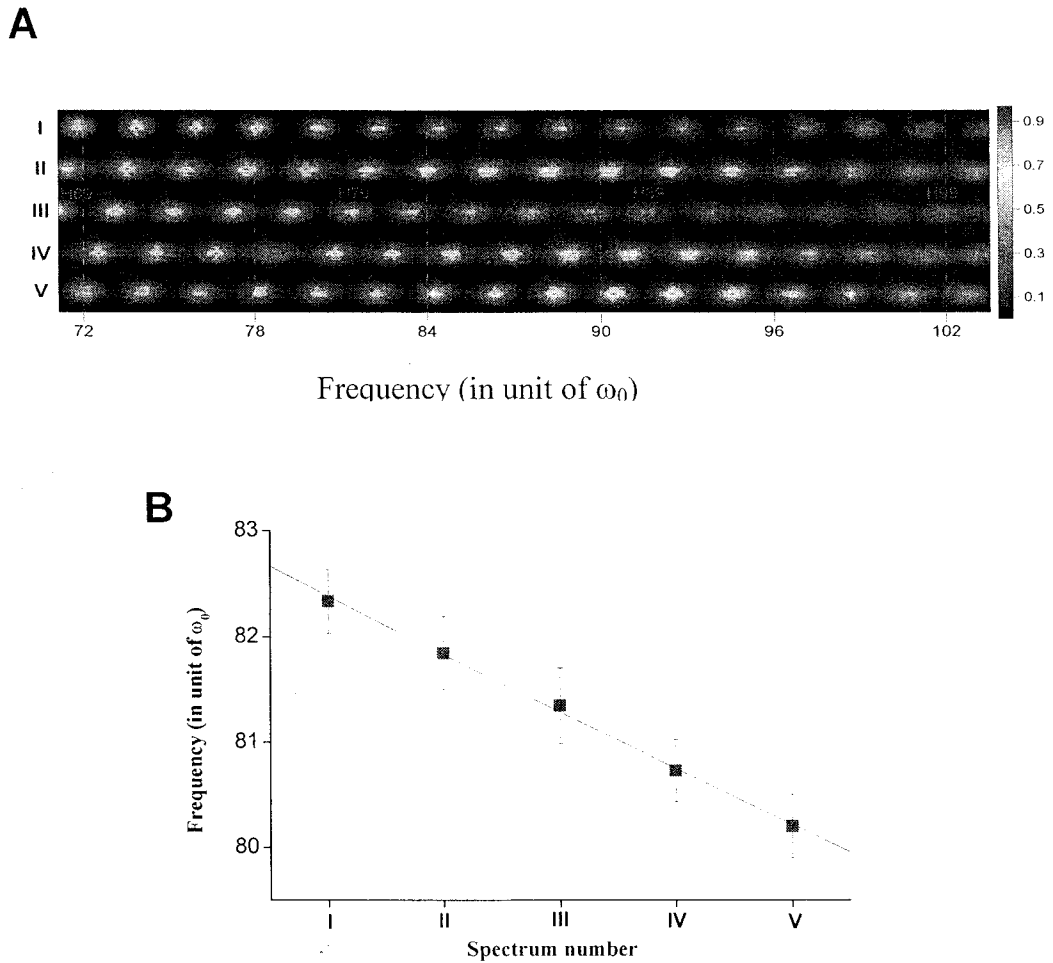 A
I
II
III
IV
V
0.9
0.7
0.5
0.3
0.1
72 78 84 90 96 102
Frequency (in unit of ω₀)
B
83
82
81
80
Frequency (in unit of ω₀)
I II III IV V
Spectrum number